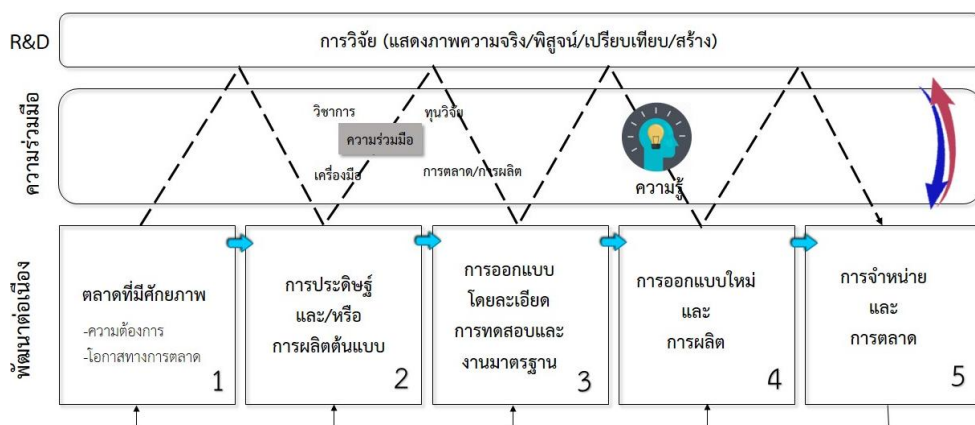 R&D
การวิจัย (แสดงภาพความจริง/พิสูจน์/เปรียบเทียบ/สร้าง)
ความร่วมมือ
วิชาการ
ทุนวิจัย
ความร่วมมือ
เครื่องมือ
การตลาด/การผลิต
ความรู้
พัฒนาต่อเนื่อง
ตลาดที่มีศักยภาพ
-ความต้องการ
-โอกาสทางการตลาด
1
การประดิษฐ์
และ/หรือ
การผลิตต้นแบบ
2
การออกแบบ
โดยละเอียด
การทดสอบและ
งานมาตรฐาน
3
การออกแบบใหม่
และ
การผลิต
4
การจำหน่าย
และ
การตลาด
5